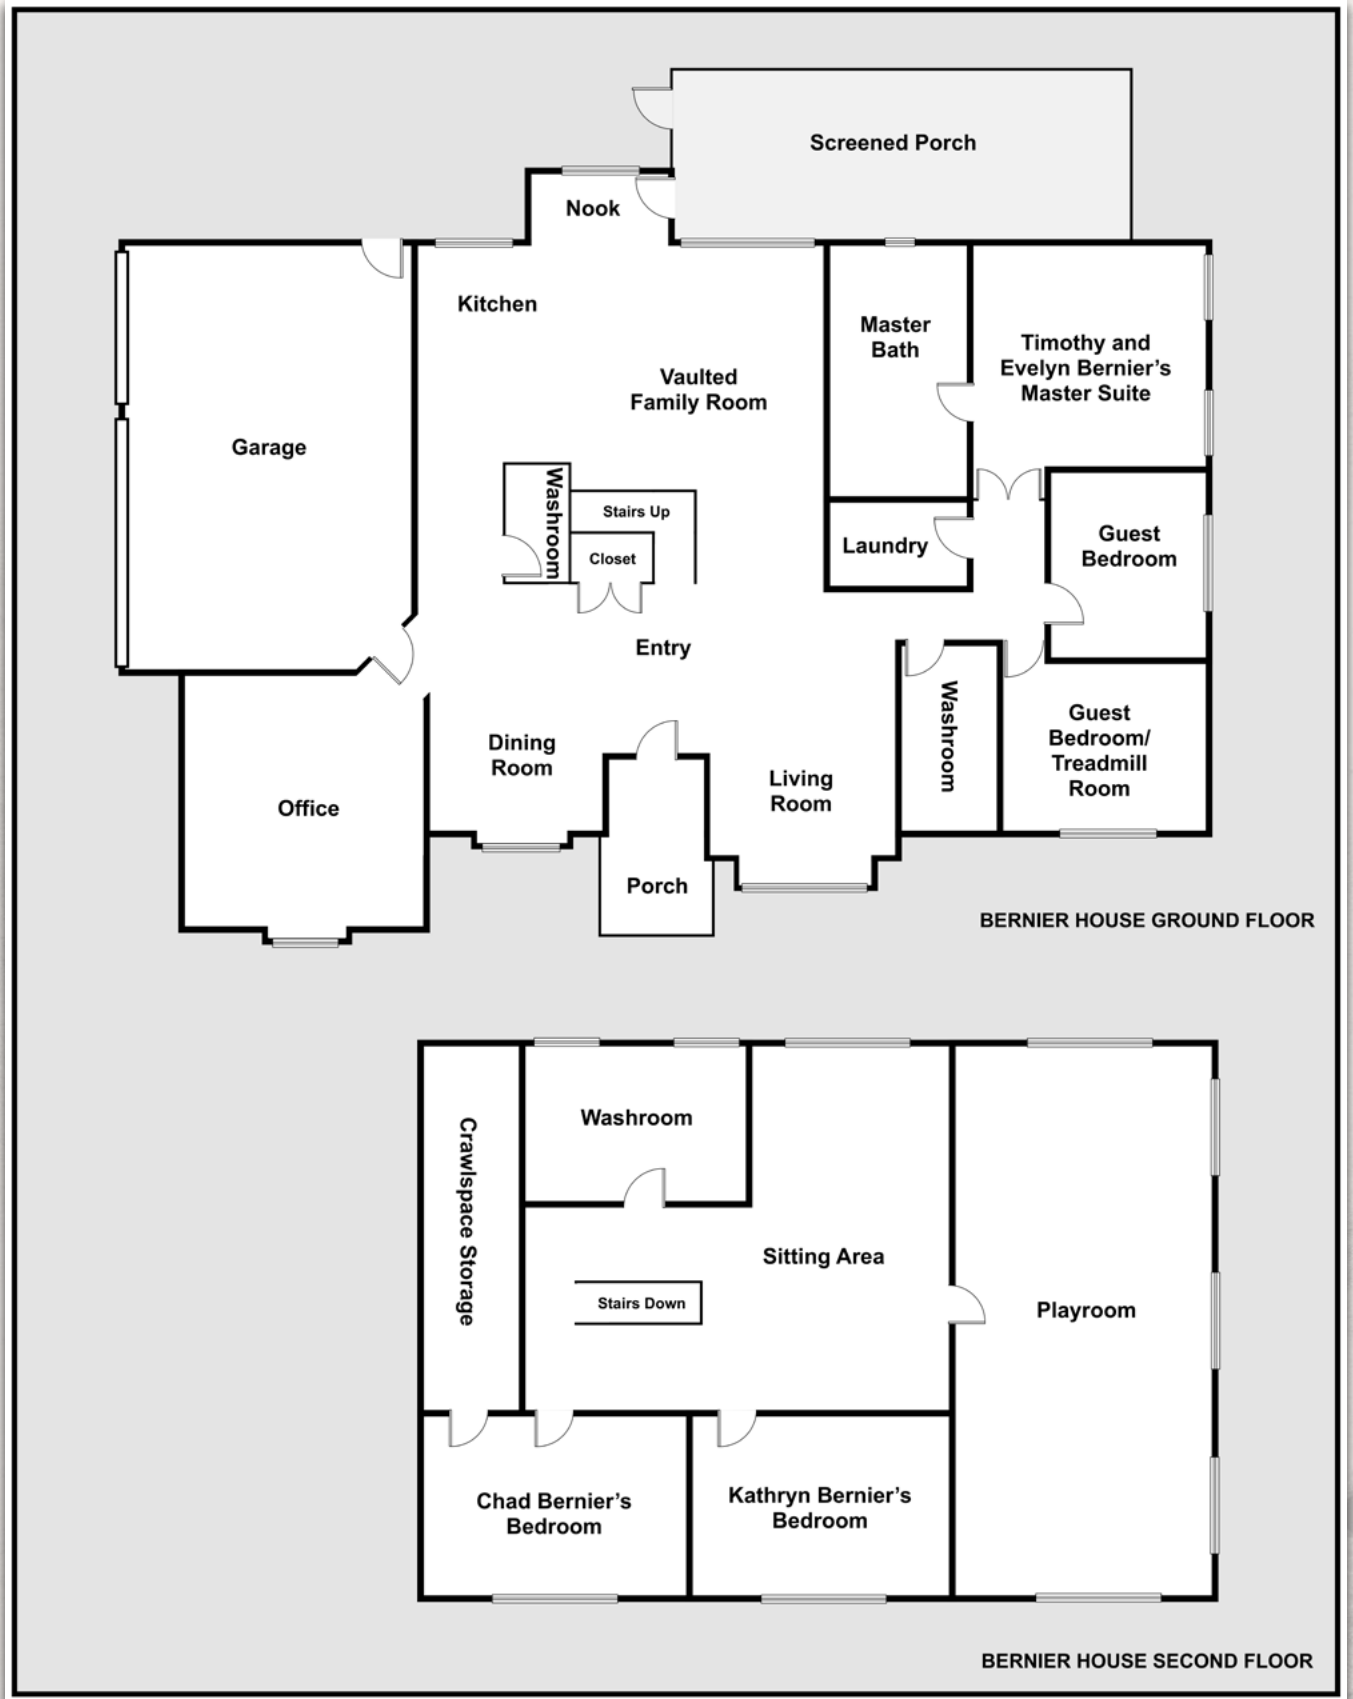 Screened Porch
Nook
Kitchen
Master
Bath
Timothy and
Evelyn Bernier’s
Master Suite
Vaulted
Family Room
Garage
Washroom
Stairs Up
Closet
Laundry
Guest
Bedroom
Entry
Washroom
Guest
Bedroom/
Treadmill
Room
Dining
Room
Living
Room
Office
Porch
BERNIER HOUSE GROUND FLOOR
Crawlspace Storage
Washroom
Sitting Area
Stairs Down
Playroom
Chad Bernier’s
Bedroom
Kathryn Bernier’s
Bedroom
BERNIER HOUSE SECOND FLOOR